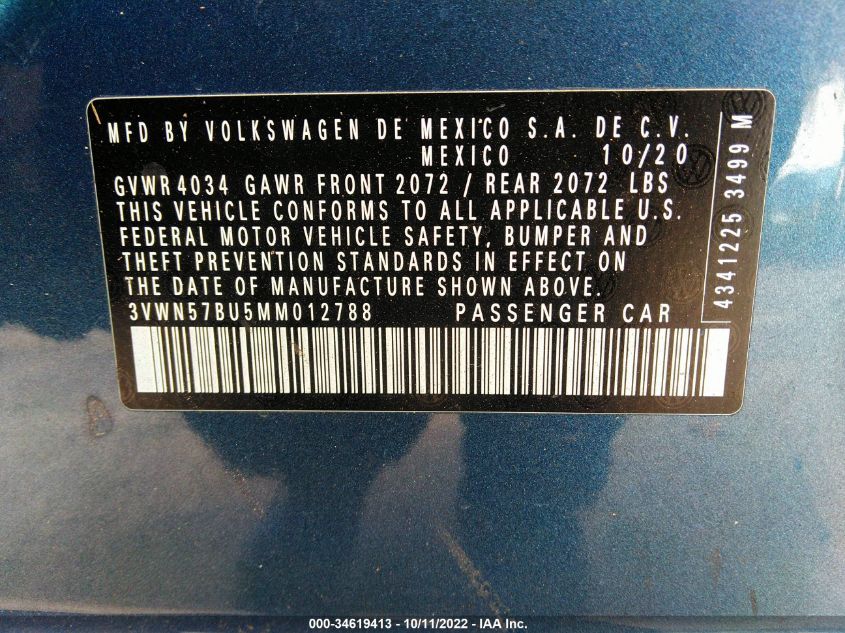 MFD BY VOLKSWAGEN DE MEXICO S.A. DE C.V.
MEXICO 10/20
GVWR 4034 GAWR FRONT 2072 / REAR 2072 LBS
THIS VEHICLE CONFORMS TO ALL APPLICABLE U.S.
FEDERAL MOTOR VEHICLE SAFETY, BUMPER AND
THEFT PREVENTION STANDARDS IN EFFECT ON
THE DATE OF MANUFACTURE SHOWN ABOVE.
3VWN57BU5MM012788 PASSENGER CAR
4341225 3499 M
000-34619413 - 10/11/2022 - IAA Inc.